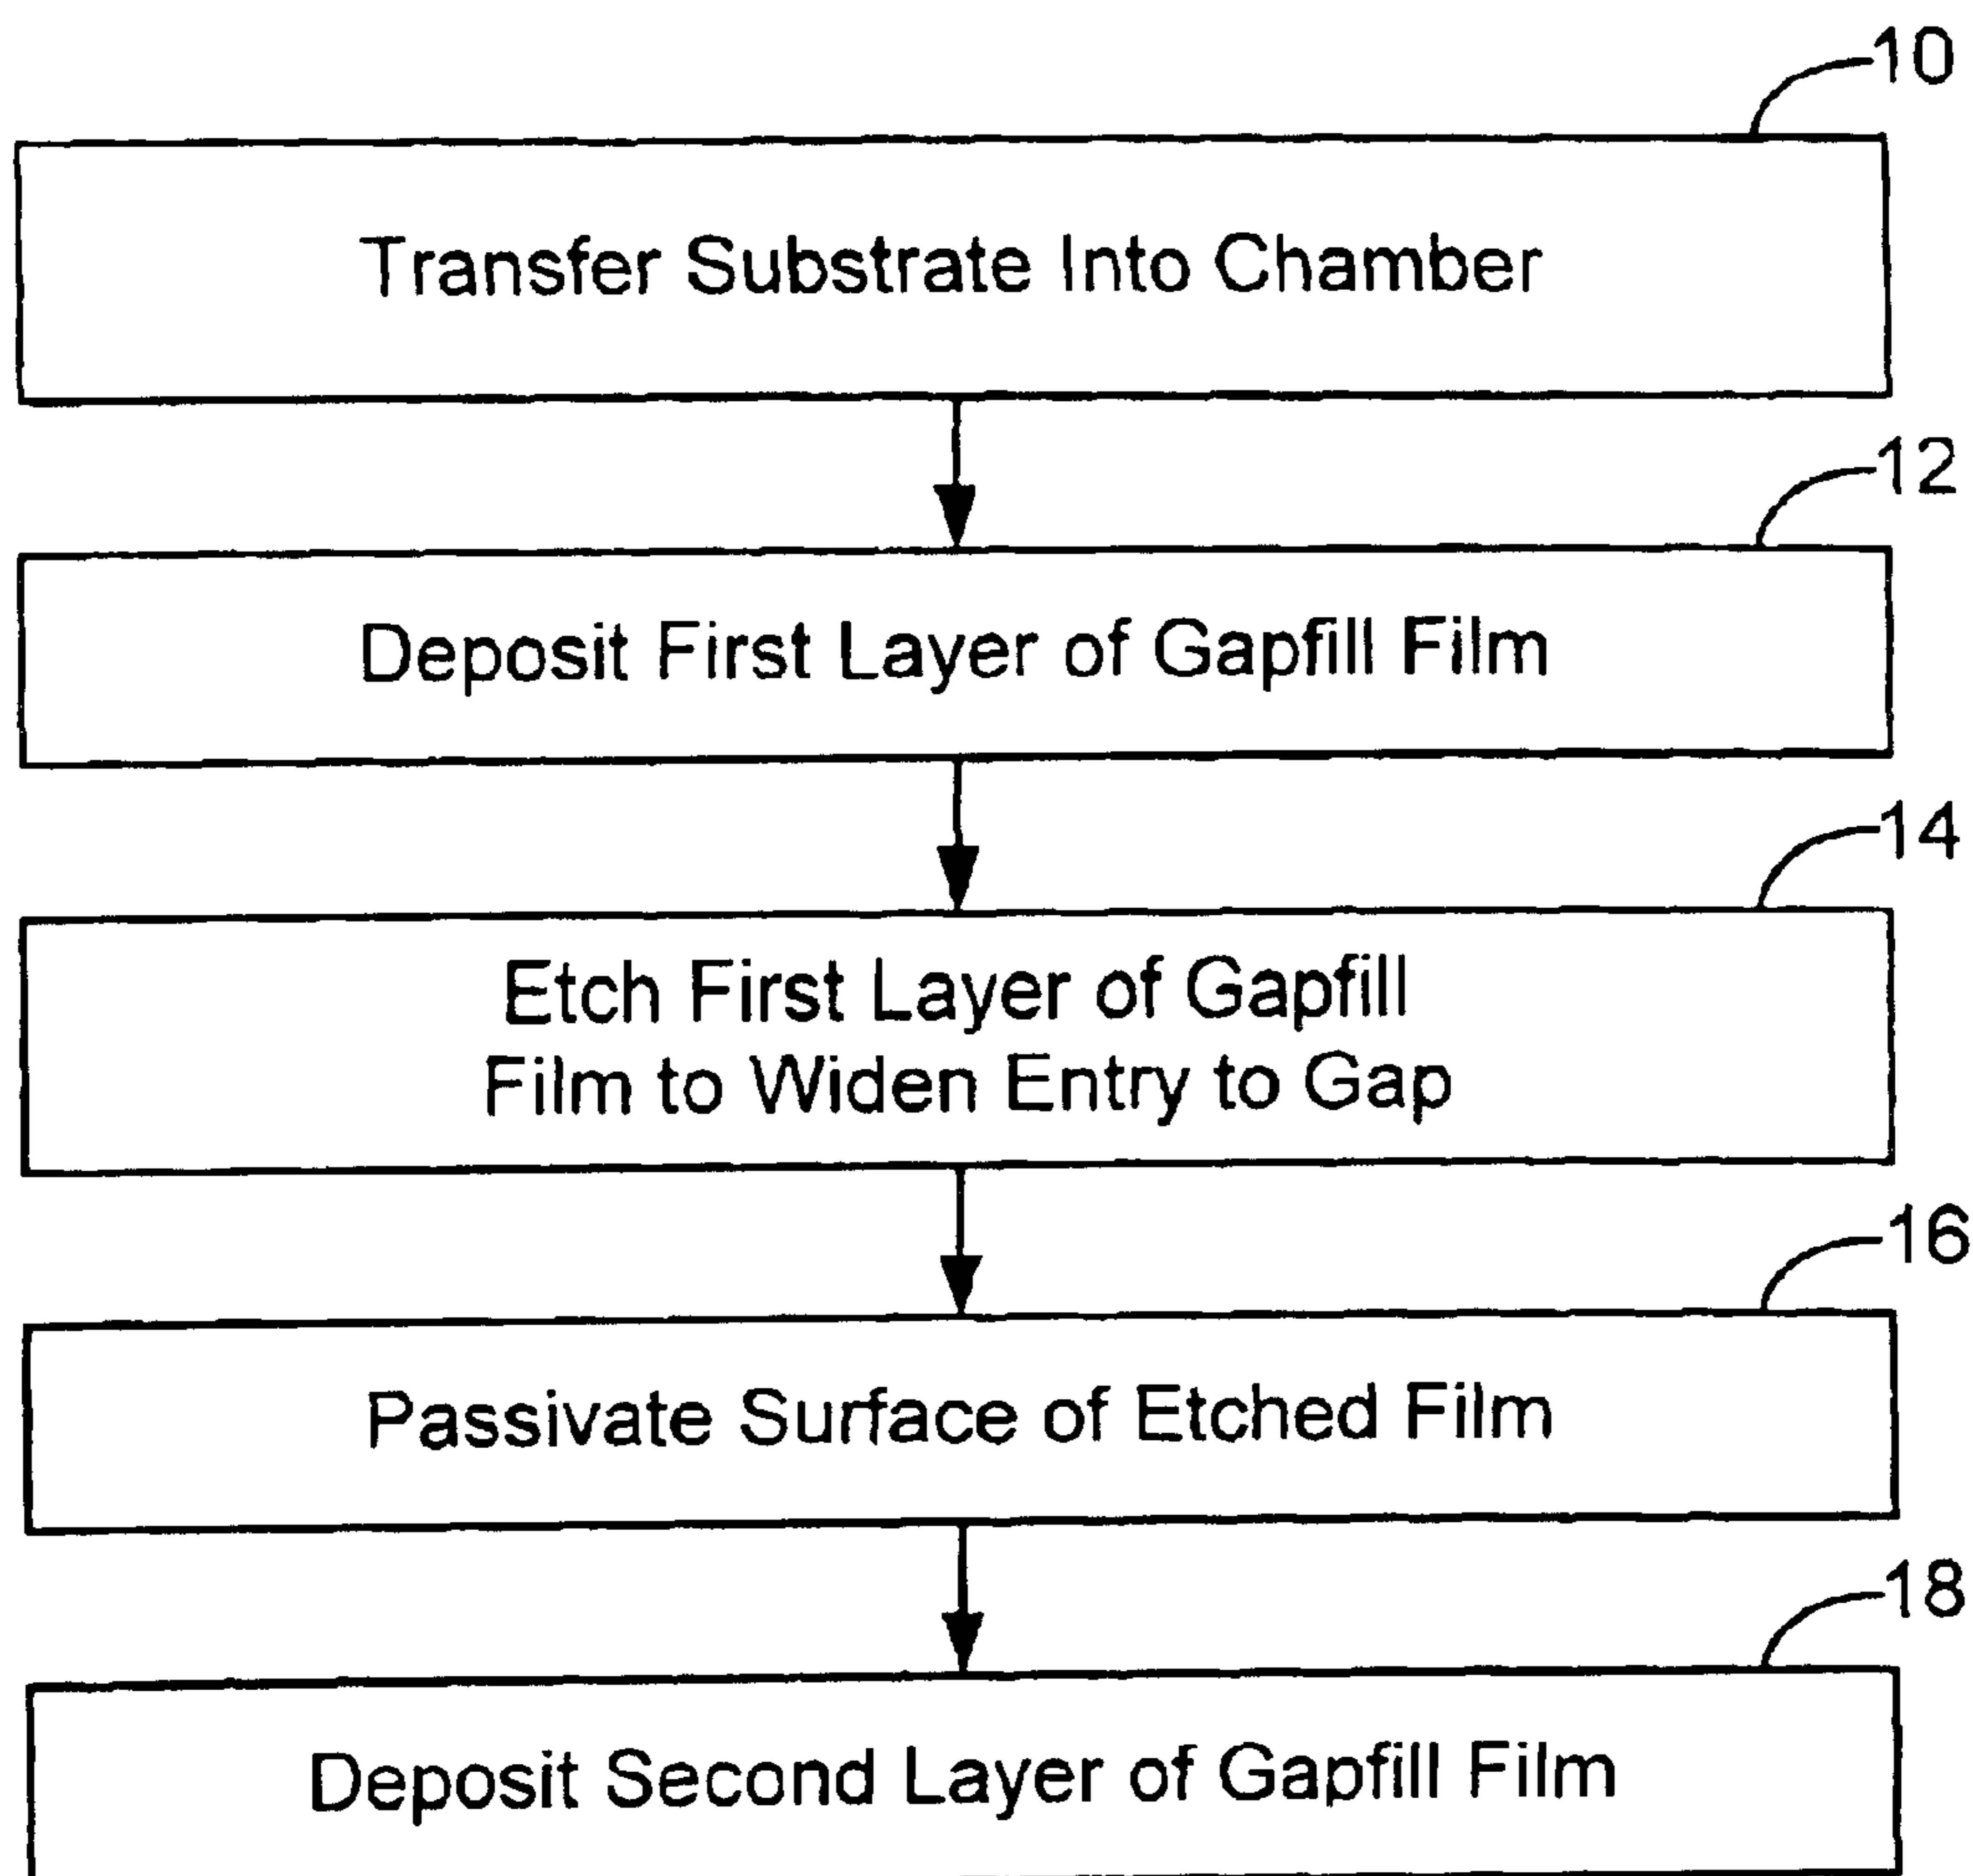 10
Transfer Substrate Into Chamber
12
Deposit First Layer of Gapfill Film
14
Etch First Layer of Gapfill
Film to Widen Entry to Gap
16
Passivate Surface of Etched Film
18
Deposit Second Layer of Gapfill Film